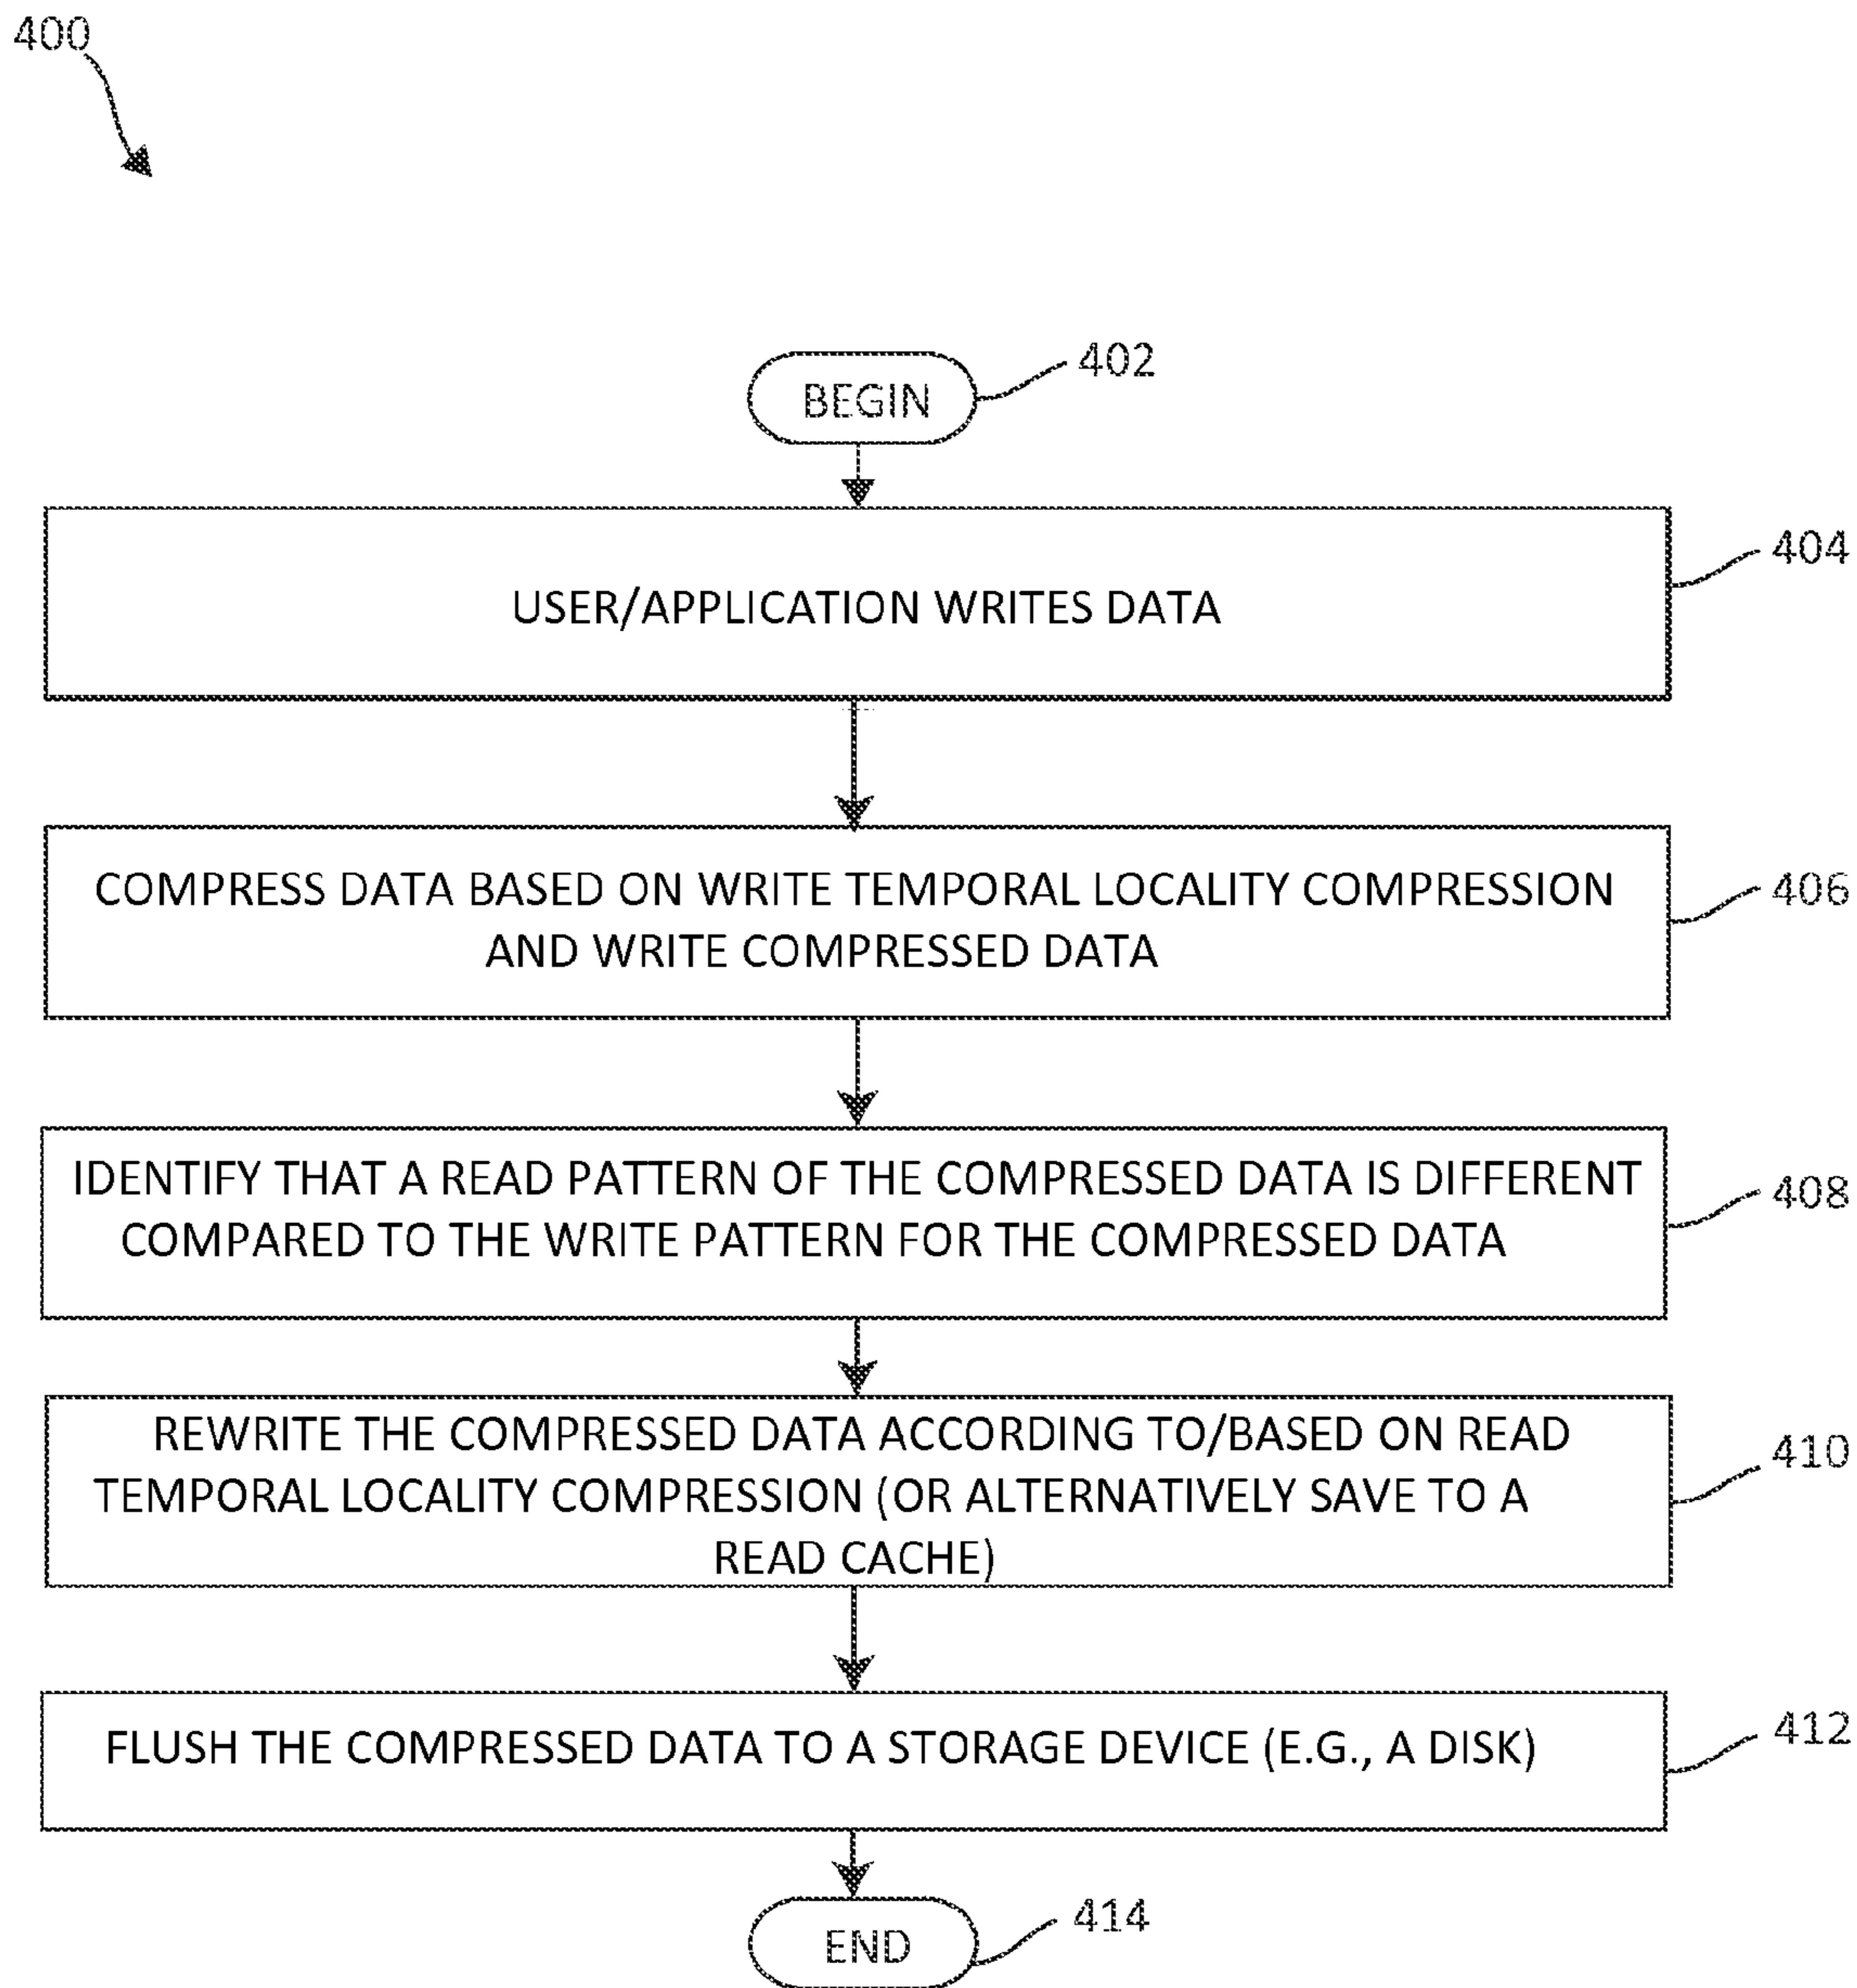 400
BEGIN
402
USER/APPLICATION WRITES DATA
404
COMPRESS DATA BASED ON WRITE TEMPORAL LOCALITY COMPRESSION
AND WRITE COMPRESSED DATA
406
IDENTIFY THAT A READ PATTERN OF THE COMPRESSED DATA IS DIFFERENT
COMPARED TO THE WRITE PATTERN FOR THE COMPRESSED DATA
408
REWRITE THE COMPRESSED DATA ACCORDING TO/BASED ON READ
TEMPORAL LOCALITY COMPRESSION (OR ALTERNATIVELY SAVE TO A
READ CACHE)
410
FLUSH THE COMPRESSED DATA TO A STORAGE DEVICE (E.G., A DISK)
412
END
414